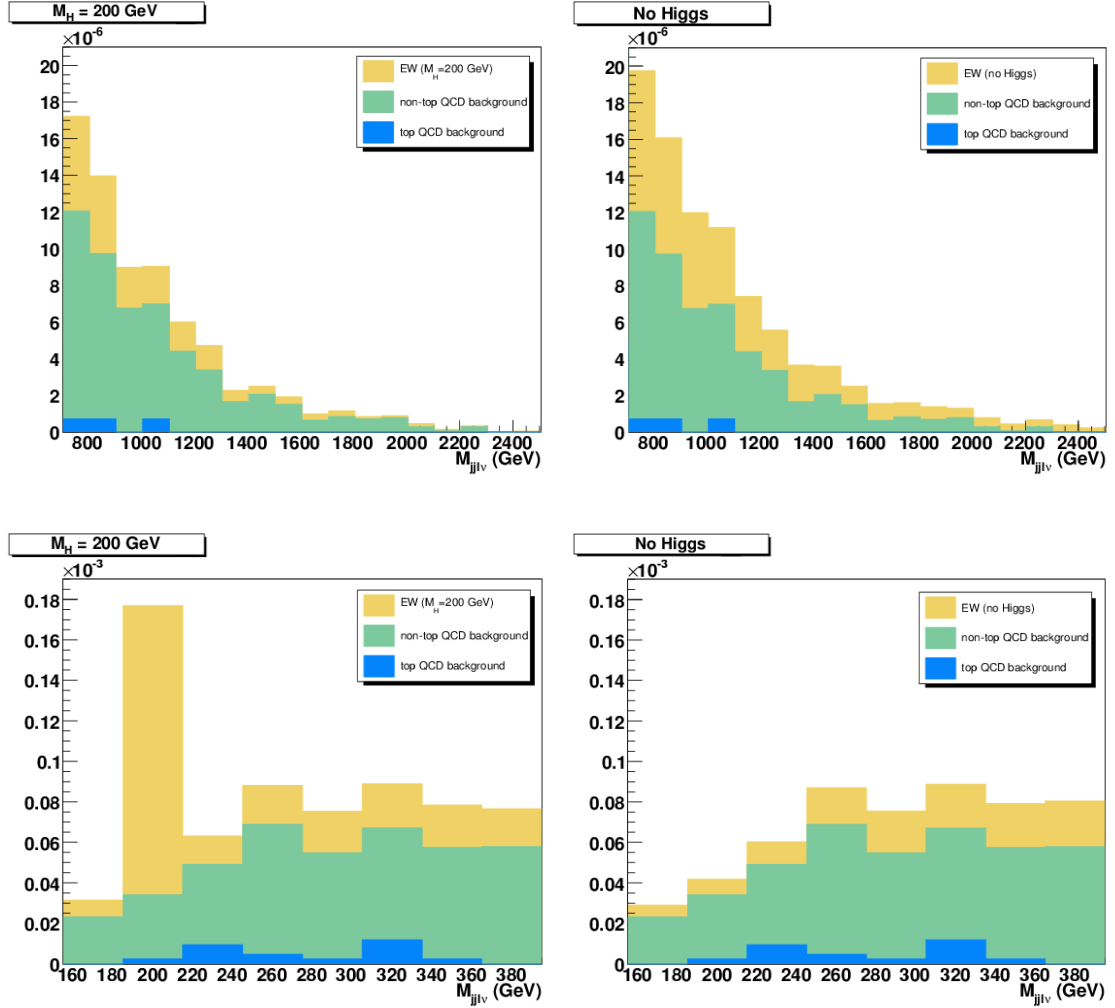 M_H = 200 GeV
×10⁻⁶
20
18
16
14
12
10
8
6
4
2
0
EW (M_H=200 GeV)
non-top QCD background
top QCD background
800 1000 1200 1400 1600 1800 2000 2200 2400
M_jjlν (GeV)
No Higgs
×10⁻⁶
20
18
16
14
12
10
8
6
4
2
0
EW (no Higgs)
non-top QCD background
top QCD background
800 1000 1200 1400 1600 1800 2000 2200 2400
M_jjlν (GeV)
M_H = 200 GeV
×10⁻³
0.18
0.16
0.14
0.12
0.1
0.08
0.06
0.04
0.02
0
EW (M_H=200 GeV)
non-top QCD background
top QCD background
160 180 200 220 240 260 280 300 320 340 360 380
M_jjlν (GeV)
No Higgs
×10⁻³
0.18
0.16
0.14
0.12
0.1
0.08
0.06
0.04
0.02
0
EW (no Higgs)
non-top QCD background
top QCD background
160 180 200 220 240 260 280 300 320 340 360 380
M_jjlν (GeV)